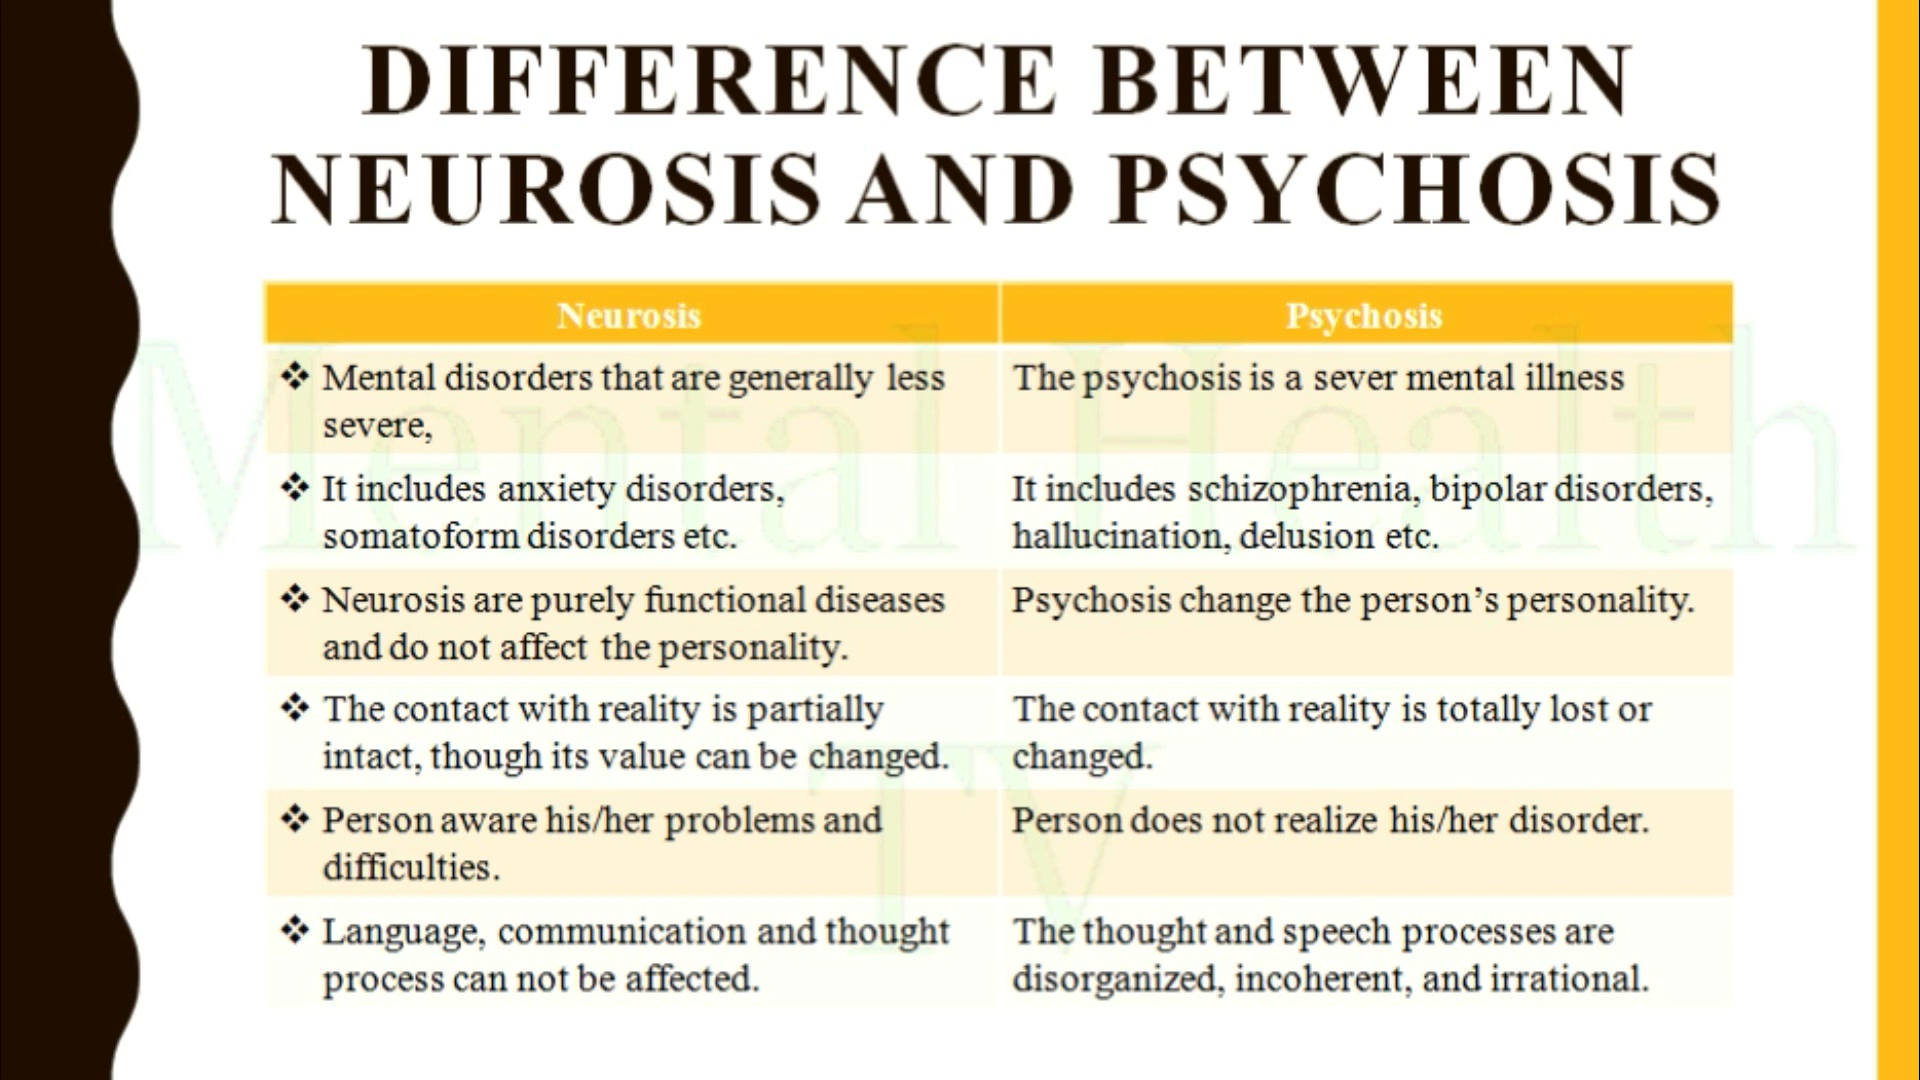 DIFFERENCE BETWEEN
NEUROSIS AND PSYCHOSIS
Neurosis
Psychosis
❖ Mental disorders that are generally less
severe,
The psychosis is a sever mental illness
❖ It includes anxiety disorders,
somatoform disorders etc.
It includes schizophrenia, bipolar disorders,
hallucination, delusion etc.
❖ Neurosis are purely functional diseases
and do not affect the personality.
Psychosis change the person’s personality.
❖ The contact with reality is partially
intact, though its value can be changed.
The contact with reality is totally lost or
changed.
❖ Person aware his/her problems and
difficulties.
Person does not realize his/her disorder.
❖ Language, communication and thought
process can not be affected.
The thought and speech processes are
disorganized, incoherent, and irrational.
Mental Health
TV